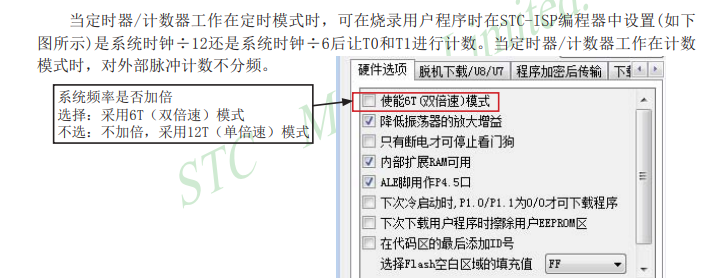 当定时器/计数器工作在定时模式时，可在烧录用户程序时在STC-ISP编程器中设置(如下
图所示)是系统时钟÷12还是系统时钟÷6后让T0和T1进行计数。当定时器/计数器工作在计数
模式时，对外部脉冲计数不分频。
系统频率是否加倍
选择：采用6T（双倍速）模式
不选：不加倍，采用12T（单倍速）模式
硬件选项 脱机下载/U8/U7 程序加密后传输
使能6T(双倍速)模式
降低振荡器的放大增益
只有断电才可停止看门狗
内部扩展RAM可用
ALE脚用作P4.5口
下次冷启动时,P1.0/P1.1为0/0才可下载程序
下次下载用户程序时擦除用户EEPROM区
在代码区的最后添加ID号
选择Flash空白区域的填充值 FF
STC M
Limited.